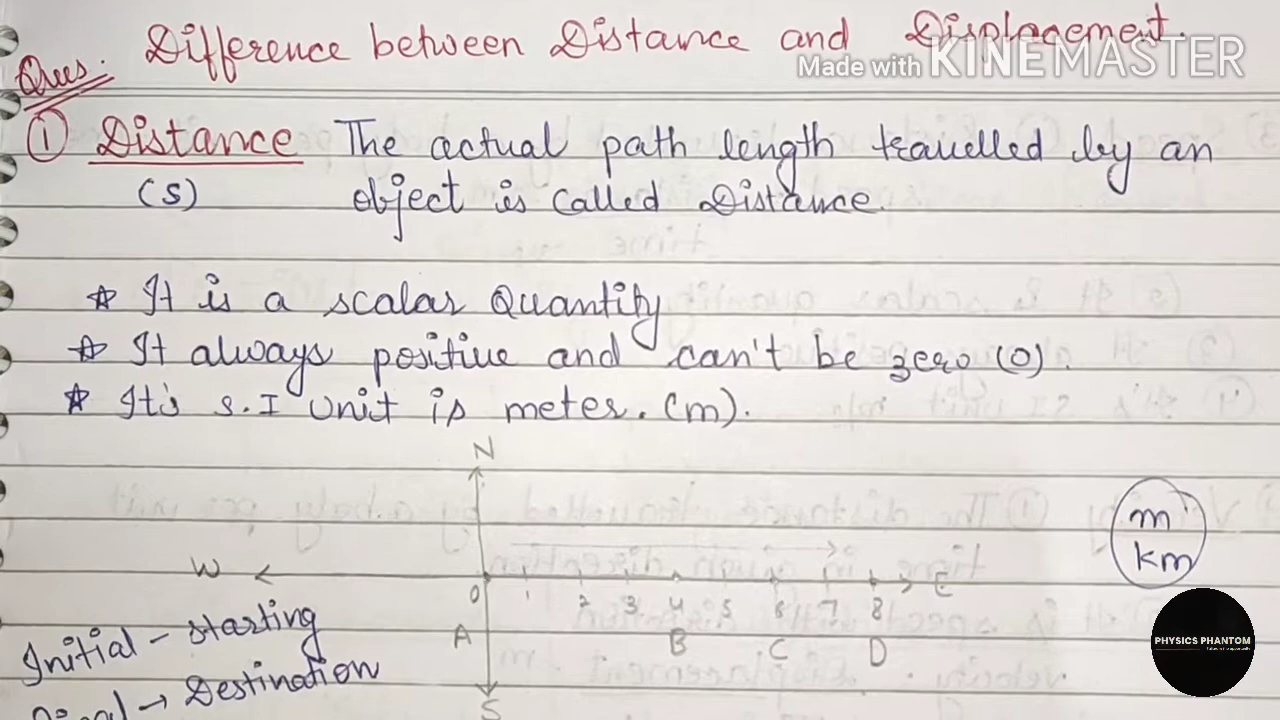 Difference between Distance and Displacement.
Made with KINEMASTER
Ques.
① Distance The actual path length travelled by an
(S) object is called Distance.
☆ It is a scalar Quantity
☆ It always positive and can't be zero (0).
☆ It's S.I Unit is meter. (m).
N
m
km
W E
0 1 2 3 4 5 6 7 8
A B C D
Initial - Starting
→ Destination
S
PHYSICS PHANTOM